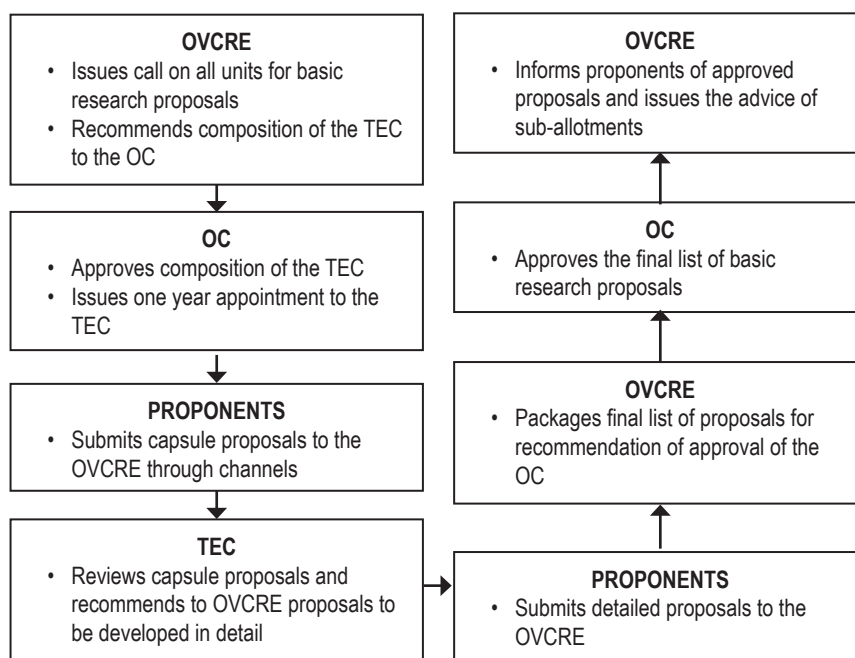 OVCRE
• Issues call on all units for basic
research proposals
• Recommends composition of the TEC
to the OC
OC
• Approves composition of the TEC
• Issues one year appointment to the
TEC
PROPONENTS
• Submits capsule proposals to the
OVCRE through channels
TEC
• Reviews capsule proposals and
recommends to OVCRE proposals to
be developed in detail
PROPONENTS
• Submits detailed proposals to the
OVCRE
OVCRE
• Packages final list of proposals for
recommendation of approval of the
OC
OC
• Approves the final list of basic
research proposals
OVCRE
• Informs proponents of approved
proposals and issues the advice of
sub-allotments